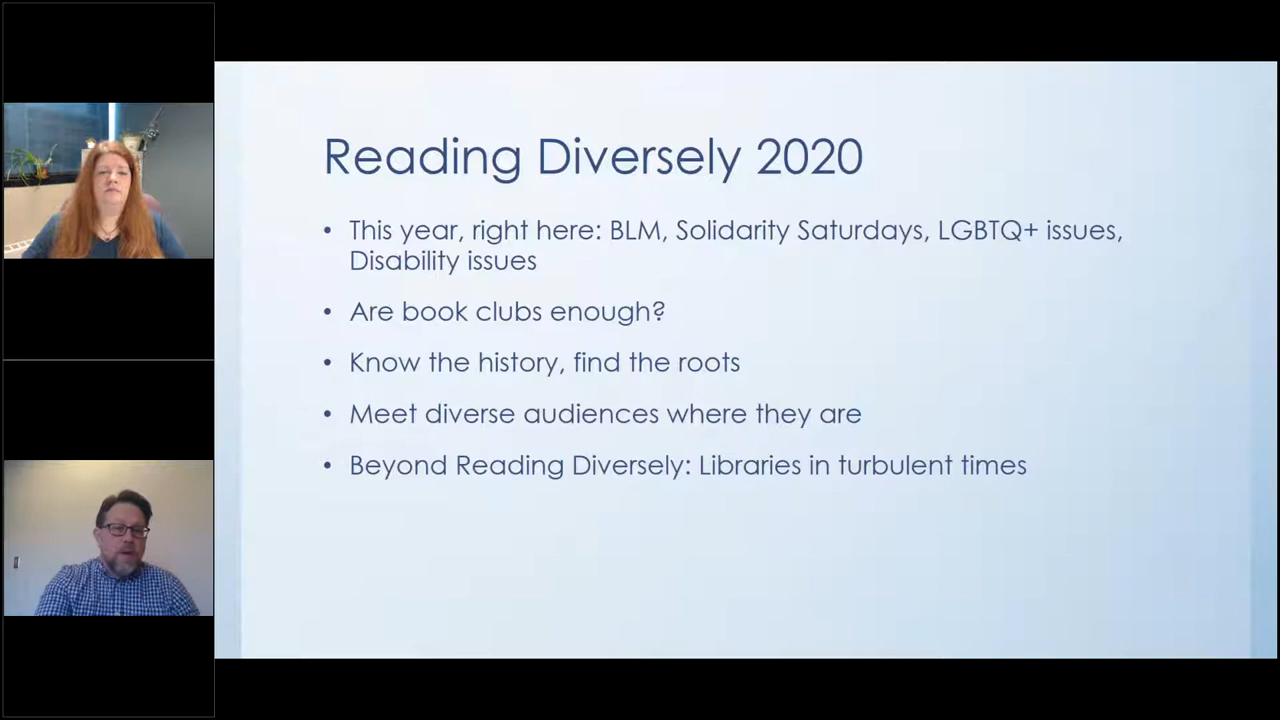 Reading Diversely 2020
• This year, right here: BLM, Solidarity Saturdays, LGBTQ+ issues,
Disability issues
• Are book clubs enough?
• Know the history, find the roots
• Meet diverse audiences where they are
• Beyond Reading Diversely: Libraries in turbulent times